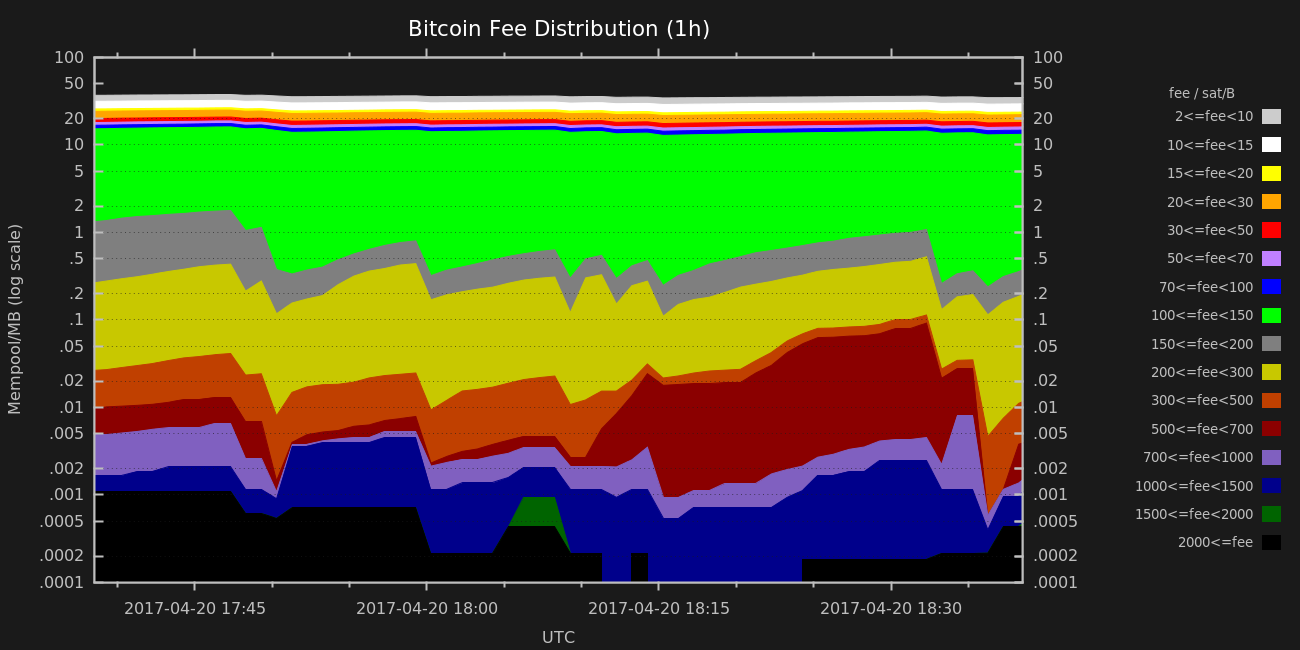 Bitcoin Fee Distribution (1h)
Mempool/MB (log scale)
100
50
20
10
5
2
1
.5
.2
.1
.05
.02
.01
.005
.002
.001
.0005
.0002
.0001
100
50
20
10
5
2
1
.5
.2
.1
.05
.02
.01
.005
.002
.001
.0005
.0002
.0001
2017-04-20 17:45
2017-04-20 18:00
2017-04-20 18:15
2017-04-20 18:30
UTC
fee / sat/B
2<=fee<10
10<=fee<15
15<=fee<20
20<=fee<30
30<=fee<50
50<=fee<70
70<=fee<100
100<=fee<150
150<=fee<200
200<=fee<300
300<=fee<500
500<=fee<700
700<=fee<1000
1000<=fee<1500
1500<=fee<2000
2000<=fee